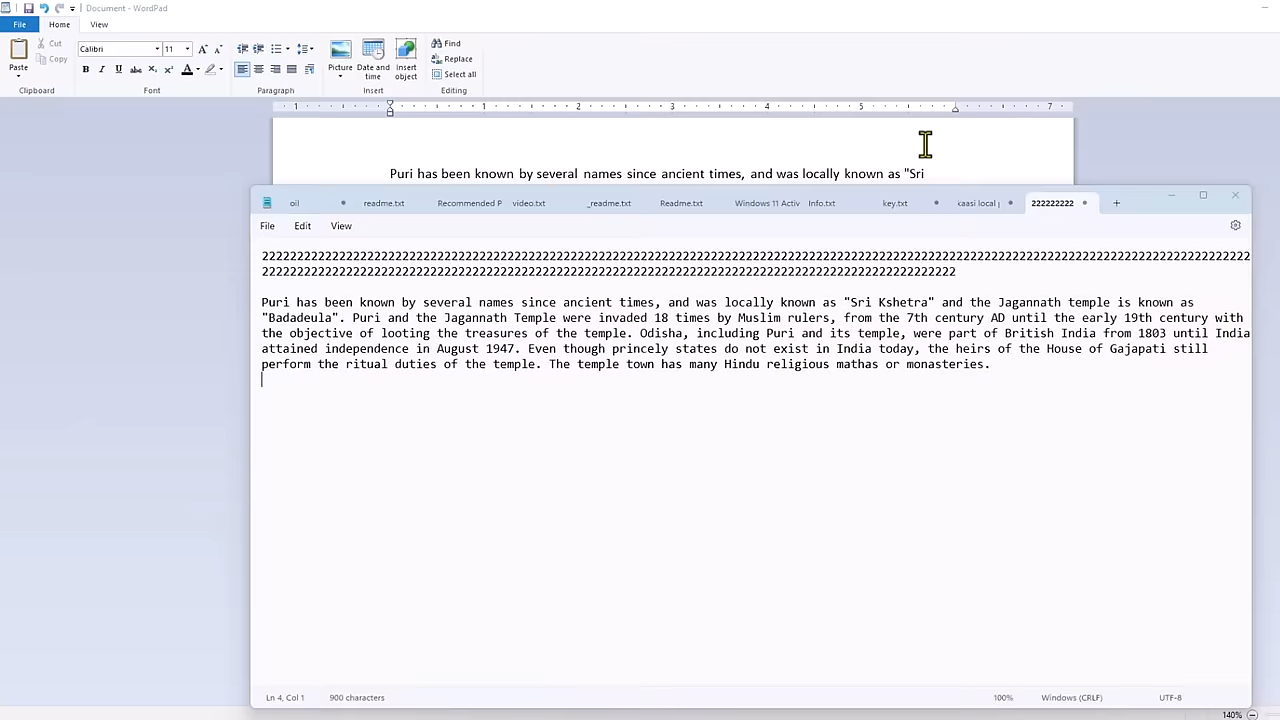 Document - WordPad
File Home View
Paste Cut Copy Clipboard
Calibri 11 Font
Paragraph
Picture Date and time Insert object Insert
Find
Replace
Select all
Editing
1 1 2 3 4 5 7
Puri has been known by several names since ancient times, and was locally known as "Sri
oil readme.txt Recommended P video.txt _readme.txt Readme.txt Windows 11 Activ Info.txt key.txt kaasi local 222222222
File Edit View
Puri has been known by several names since ancient times, and was locally known as "Sri Kshetra" and the Jagannath temple is known as
"Badadeula". Puri and the Jagannath Temple were invaded 18 times by Muslim rulers, from the 7th century AD until the early 19th century with
the objective of looting the treasures of the temple. Odisha, including Puri and its temple, were part of British India from 1803 until India
attained independence in August 1947. Even though princely states do not exist in India today, the heirs of the House of Gajapati still
perform the ritual duties of the temple. The temple town has many Hindu religious mathas or monasteries.
Ln 4, Col 1 900 characters 100% Windows (CRLF) UTF-8
140%